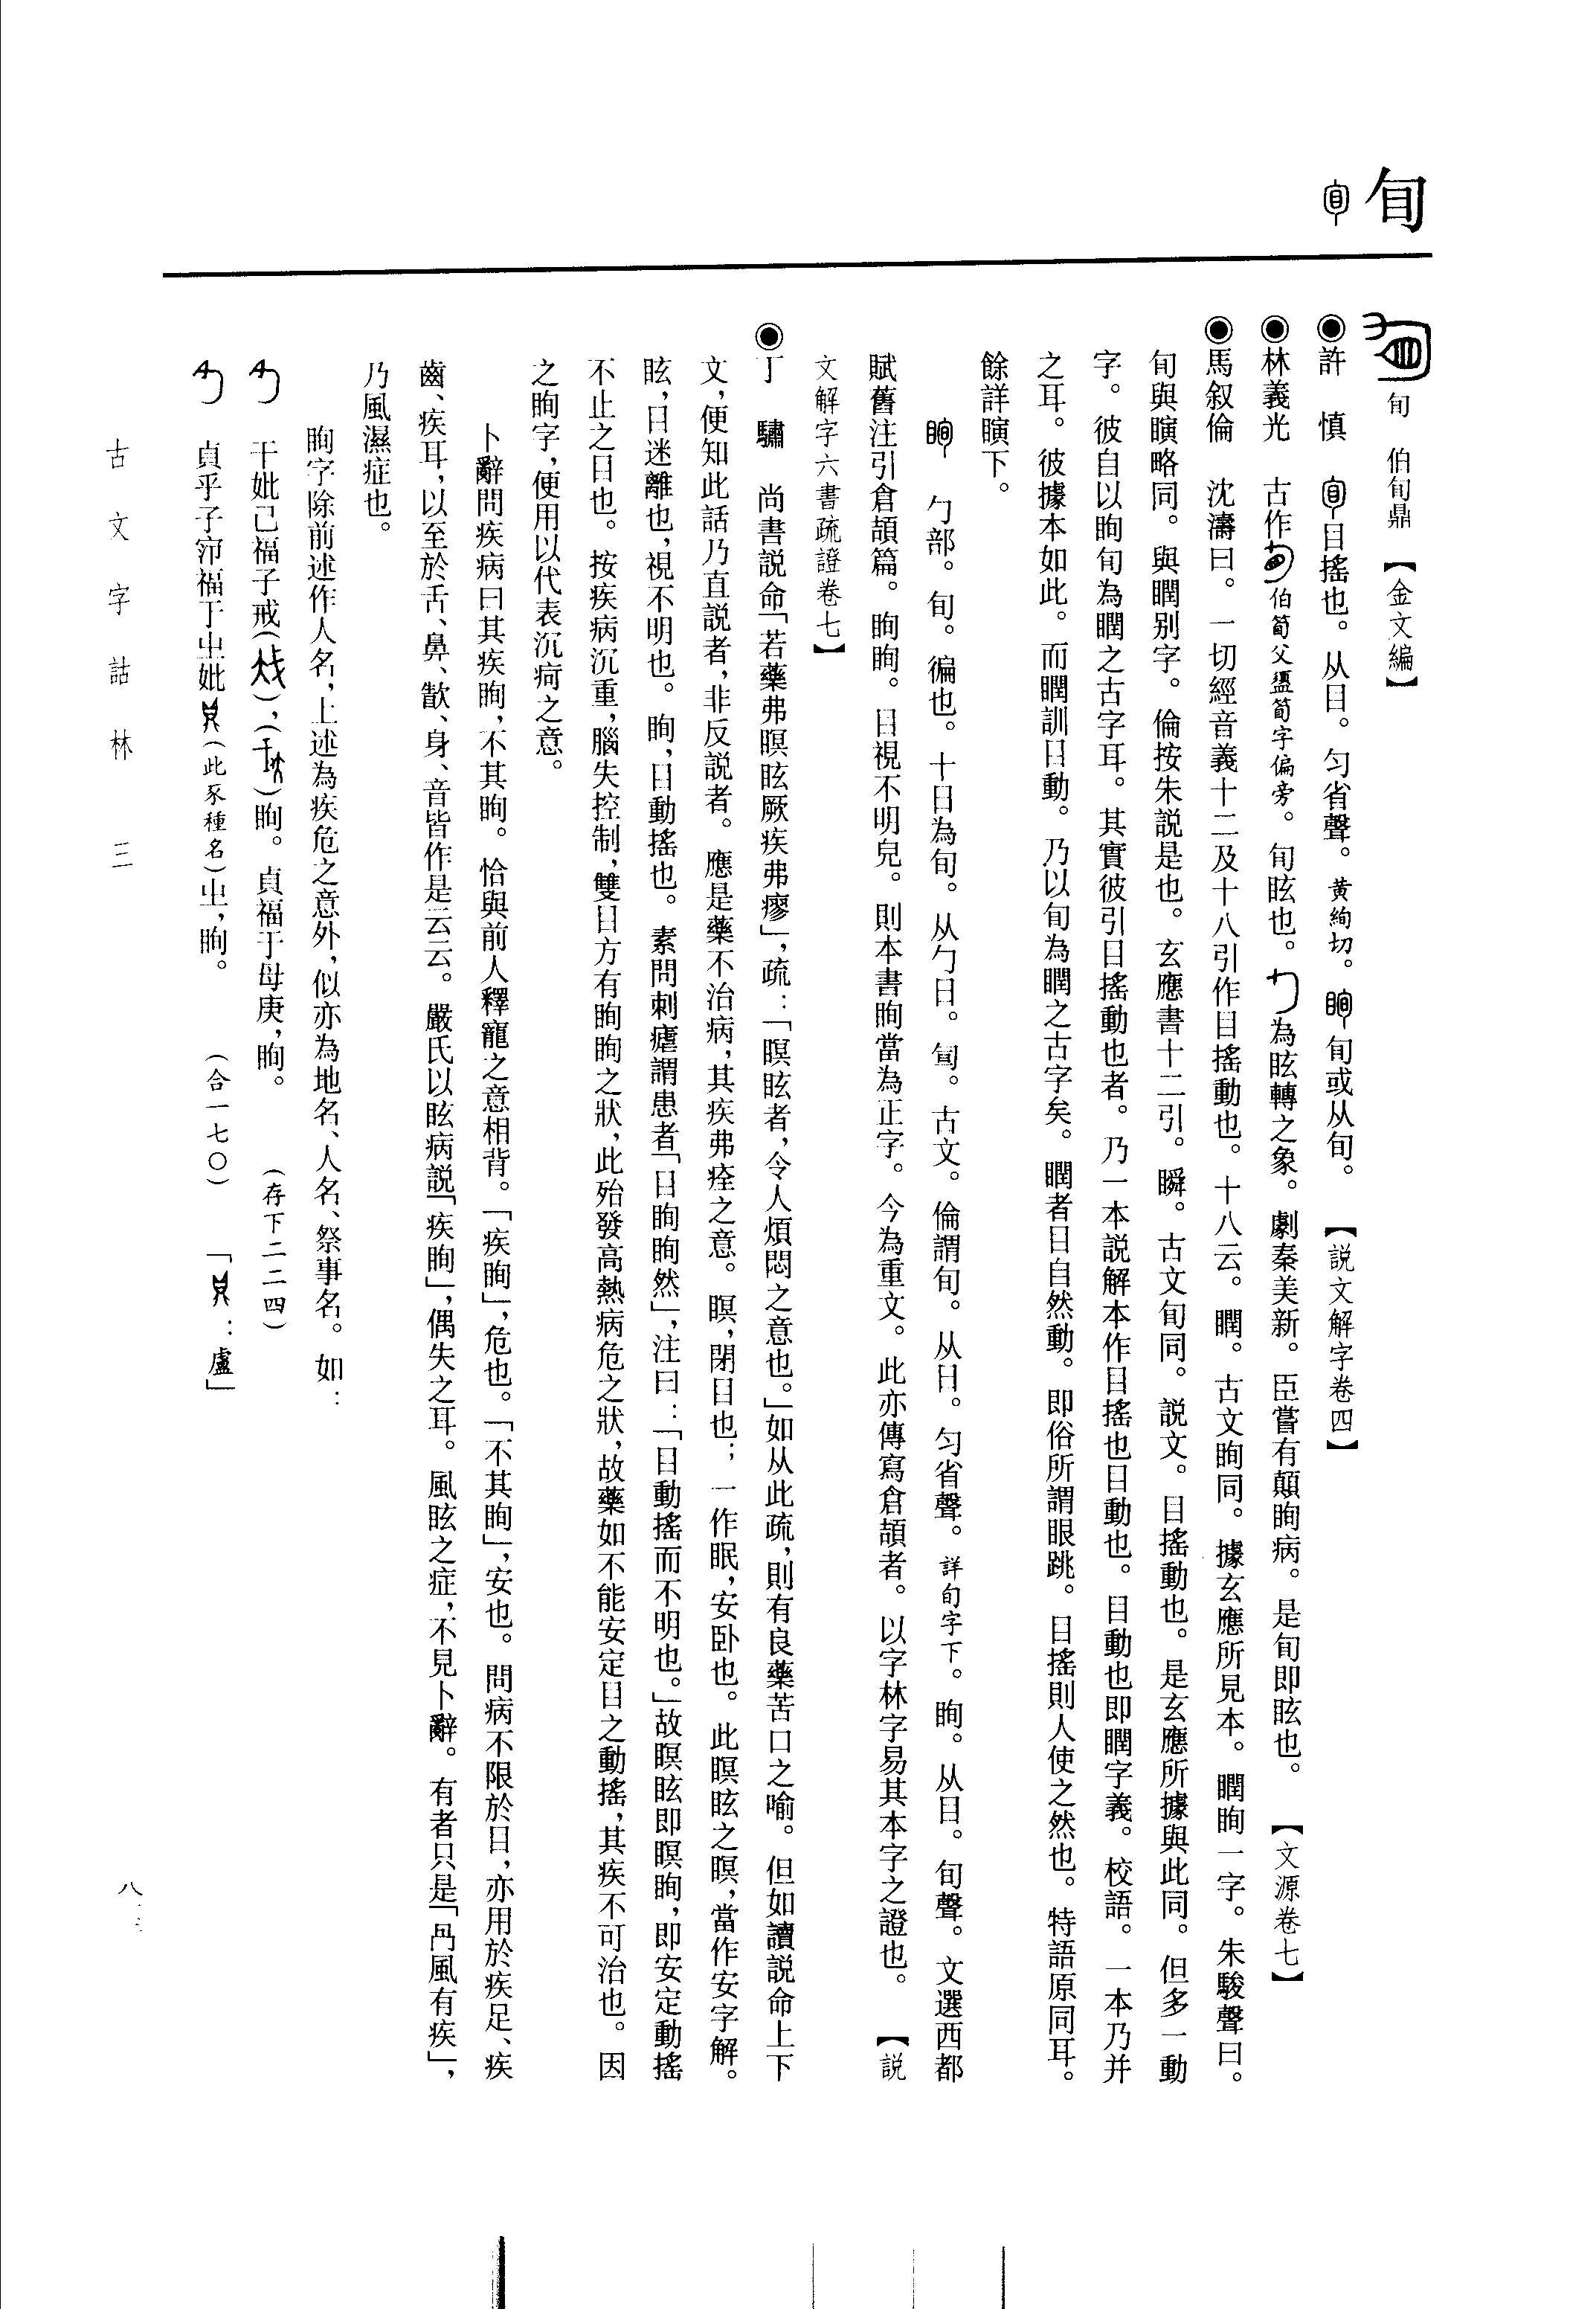 旬
旬　伯旬鼎　【金文編】
◉許　慎　目搖也。从目。勻省聲。黄絢切。旬或从旬。　【説文解字卷四】
◉林義光　古作伯筍父盨筍字偏旁。旬眩也。為眩轉之象。劇秦美新。臣嘗有顛眴病。是旬即眩也。　【文源卷七】
◉馬叙倫　沈濤曰。一切經音義十二及十八引作目搖動也。十八云。瞤。古文眴同。據玄應所見本。瞤眴一字。朱駿聲曰。
旬與矎略同。與瞤別字。倫按朱説是也。玄應書十二引。瞬。古文旬同。説文。目搖動也。是玄應所據與此同。但多一動
字。彼自以眴旬為瞤之古字耳。其實彼引目搖動也者。乃一本説解本作目搖也目動也。目動也即瞤字義。校語。一本乃并
之耳。彼據本如此。而瞤訓目動。乃以旬為瞤之古字矣。瞤者目自然動。即俗所謂眼跳。目搖則人使之然也。特語原同耳。
餘詳矎下。
勹部。旬。徧也。十日為旬。从勹日。古文。倫謂旬。从日。勻省聲。詳旬字下。眴。从目。旬聲。文選西都
賦舊注引倉頡篇。眴眴。目視不明皃。則本書眴當為正字。今為重文。此亦傳寫倉頡者。以字林字易其本字之證也。　【説
文解字六書疏證卷七】
◉丁　驌　尚書説命「若藥弗瞑眩厥疾弗瘳」，疏：「瞑眩者，令人煩悶之意也。」如从此疏，則有良藥苦口之喻。但如讀説命上下
文，便知此話乃直説者，非反説者。應是藥不治病，其疾弗痊之意。瞑，閉目也；一作眠，安卧也。此瞑眩之瞑，當作安字解。
眩，目迷離也，視不明也。眴，目動搖也。素問刺瘧謂患者「目眴眴然」，注曰：「目動搖而不明也。」故瞑眩即瞑眴，即安定動搖
不止之目也。按疾病沉重，腦失控制，雙目方有眴眴之狀，此殆發高熱病危之狀，故藥如不能安定目之動搖，其疾不可治也。因
之眴字，便用以代表沉疴之意。
卜辭問疾病曰其疾眴，不其眴。恰與前人釋寵之意相背。「疾眴」，危也。「不其眴」，安也。問病不限於目，亦用於疾足、疾
齒、疾耳，以至於舌、鼻、㱃、身、音皆作是云云。嚴氏以眩病説「疾眴」，偶失之耳。風眩之症，不見卜辭。有者只是「冎風有疾」，
乃風濕症也。
眴字除前述作人名，上述為疾危之意外，似亦為地名、人名、祭事名。如：
干妣己福子戒（），（）眴。貞福于母庚，眴。　（存下二二四）
貞乎子㳄福于㞢妣（此豕種名）㞢，眴。　（合一七〇）　「：盧」
古文字詁林　三
八